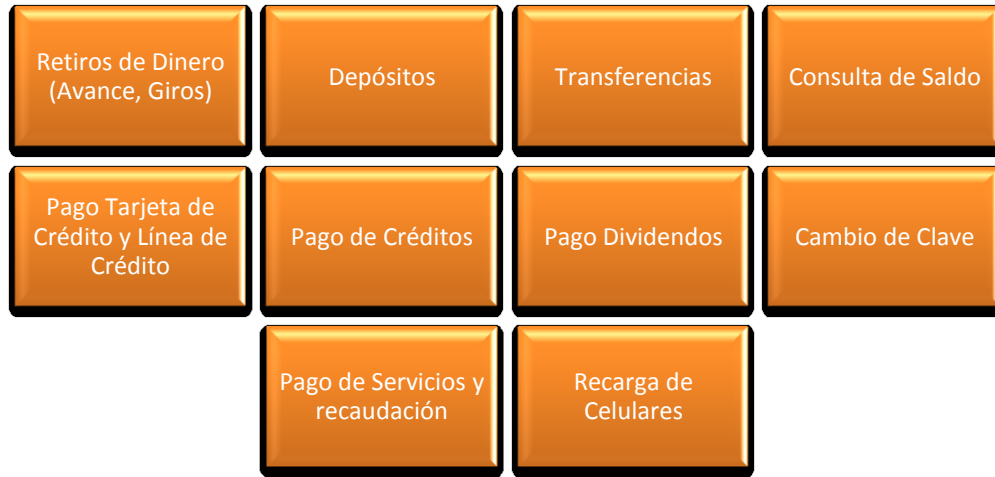 Retiros de Dinero
(Avance, Giros)
Depósitos
Transferencias
Consulta de Saldo
Pago Tarjeta de
Crédito y Línea de
Crédito
Pago de Créditos
Pago Dividendos
Cambio de Clave
Pago de Servicios y
recaudación
Recarga de
Celulares